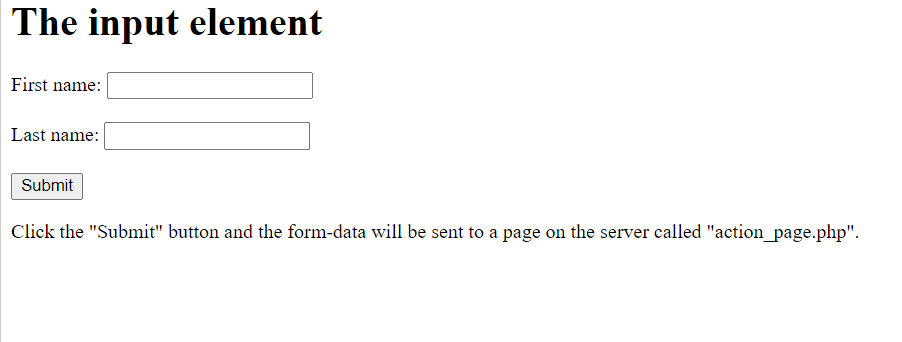 The input element
First name:
Last name:
Submit
Click the "Submit" button and the form-data will be sent to a page on the server called "action_page.php".